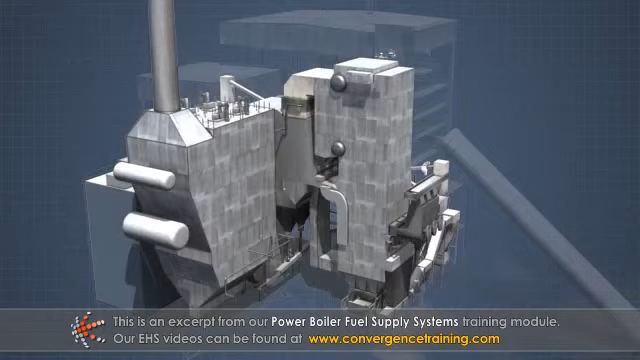 This is an excerpt from our Power Boiler Fuel Supply Systems training module.
Our EHS videos can be found at www.convergencetraining.com